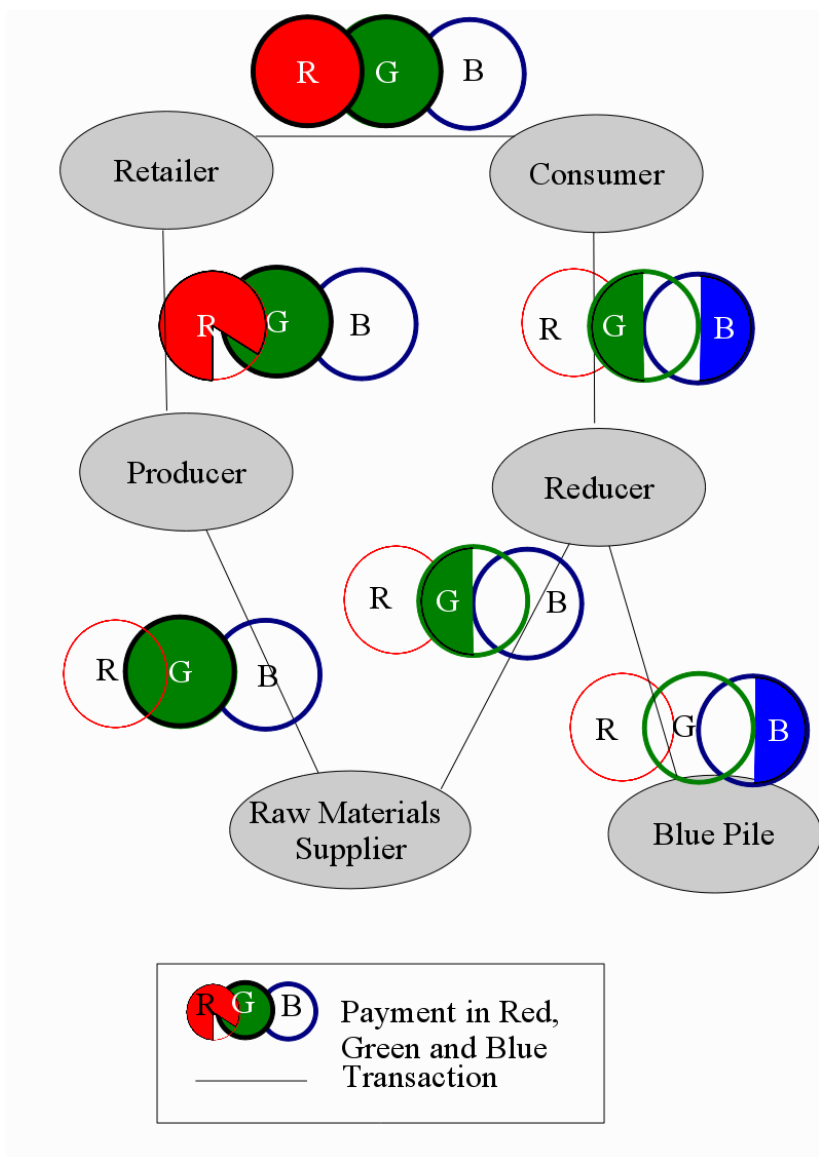 R G B
Retailer
Consumer
R G B
R G B
Producer
Reducer
R G B
R G B
R G B
Raw Materials
Supplier
Blue Pile
R G B
Payment in Red,
Green and Blue
Transaction